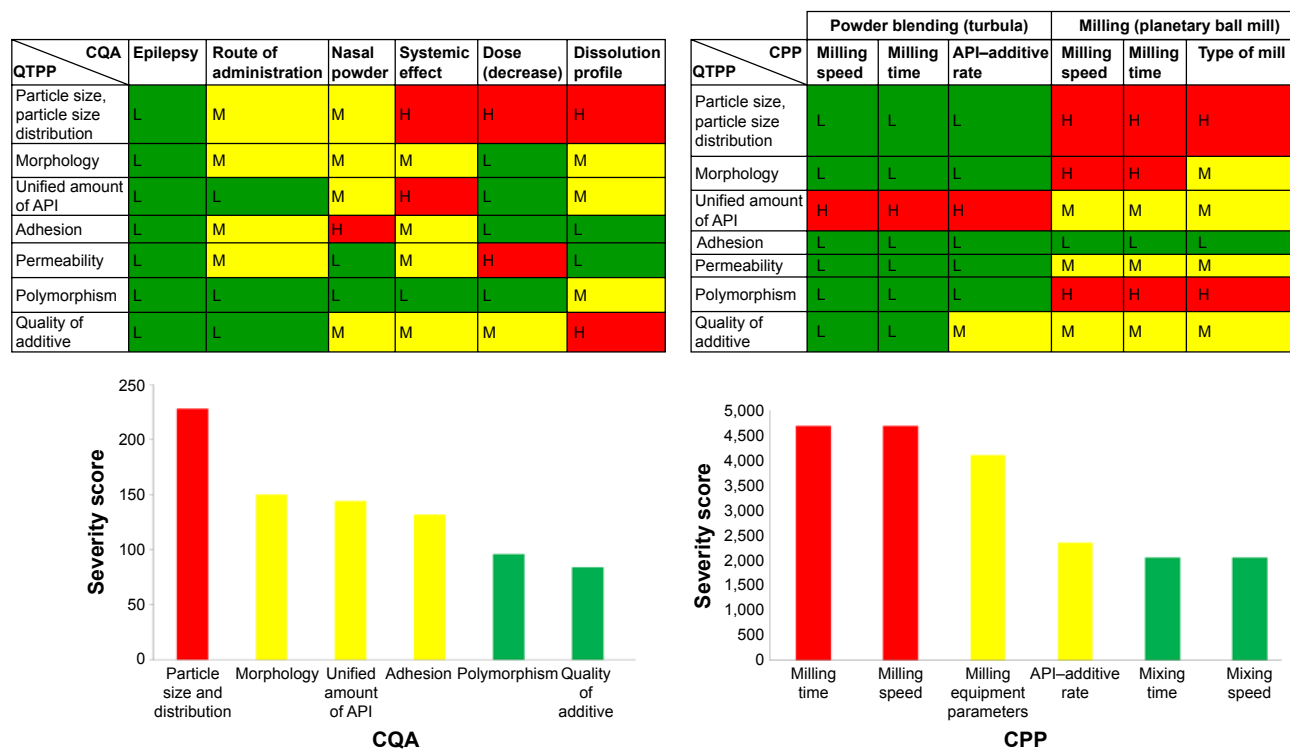 CQA
QTPP
Epilepsy
Route of
administration
Nasal
powder
Systemic
effect
Dose
(decrease)
Dissolution
profile
Particle size,
particle size
distribution
L
M
M
H
H
H
Morphology
L
M
M
M
L
M
Unified amount
of API
L
L
M
H
L
M
Adhesion
L
M
H
M
L
L
Permeability
L
M
L
M
H
L
Polymorphism
L
L
L
L
L
M
Quality of
additive
L
L
M
M
M
H
Powder blending (turbula)
Milling (planetary ball mill)
CPP
QTPP
Milling
speed
Milling
time
API–additive
rate
Milling
speed
Milling
time
Type of mill
Particle size,
particle size
distribution
L
L
L
H
H
H
Morphology
L
L
L
H
H
M
Unified amount
of API
H
H
H
M
M
M
Adhesion
L
L
L
L
L
L
Permeability
L
L
L
M
M
M
Polymorphism
L
L
L
H
H
H
Quality of
additive
L
L
M
M
M
M
Severity score
250
200
150
100
50
0
Particle
size and
distribution
Morphology
Unified
amount
of API
Adhesion
Polymorphism
Quality
of
additive
CQA
Severity score
5,000
4,500
4,000
3,500
3,000
2,500
2,000
1,500
1,000
500
0
Milling
time
Milling
speed
Milling
equipment
parameters
API–additive
rate
Mixing
time
Mixing
speed
CPP